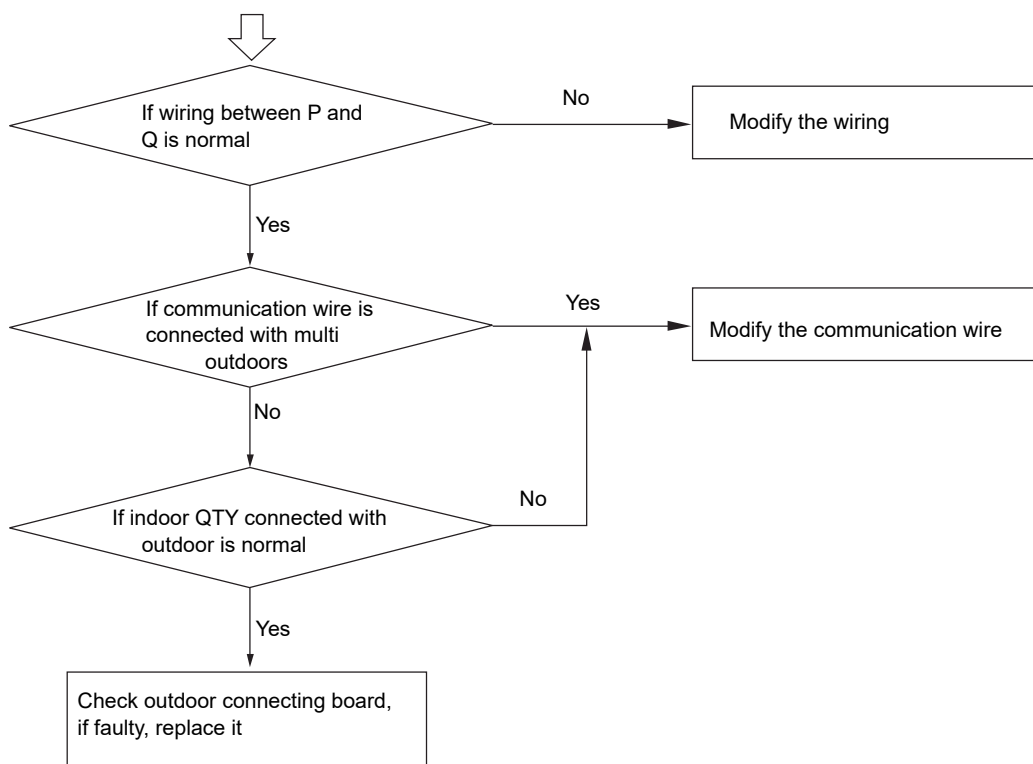 If wiring between P and
Q is normal
No
Modify the wiring
Yes
If communication wire is
connected with multi
outdoors
Yes
Modify the communication wire
No
If indoor QTY connected with
outdoor is normal
No
Yes
Check outdoor connecting board,
if faulty, replace it